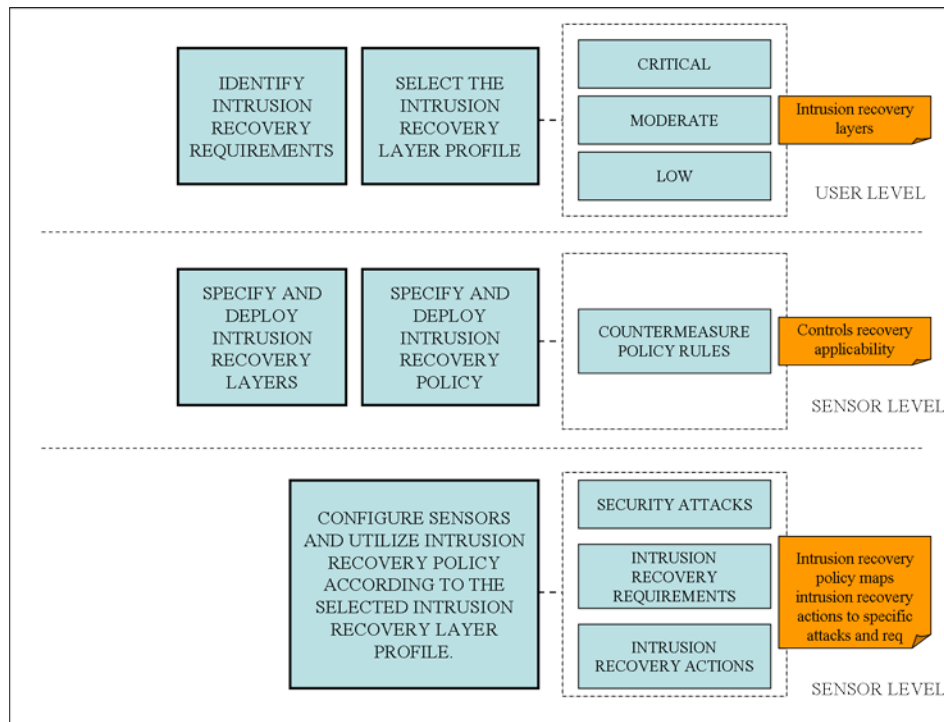 IDENTIFY
INTRUSION
RECOVERY
REQUIREMENTS
SELECT THE
INTRUSION
RECOVERY
LAYER PROFILE
CRITICAL
MODERATE
LOW
Intrusion recovery
layers
USER LEVEL
SPECIFY AND
DEPLOY
INTRUSION
RECOVERY
LAYERS
SPECIFY AND
DEPLOY
INTRUSION
RECOVERY
POLICY
COUNTERMEASURE
POLICY RULES
Controls recovery
applicability
SENSOR LEVEL
CONFIGURE SENSORS
AND UTILIZE INTRUSION
RECOVERY POLICY
ACCORDING TO THE
SELECTED INTRUSION
RECOVERY LAYER
PROFILE.
SECURITY ATTACKS
INTRUSION
RECOVERY
REQUIREMENTS
INTRUSION
RECOVERY ACTIONS
Intrusion recovery
policy maps
intrusion recovery
actions to specific
attacks and req
SENSOR LEVEL